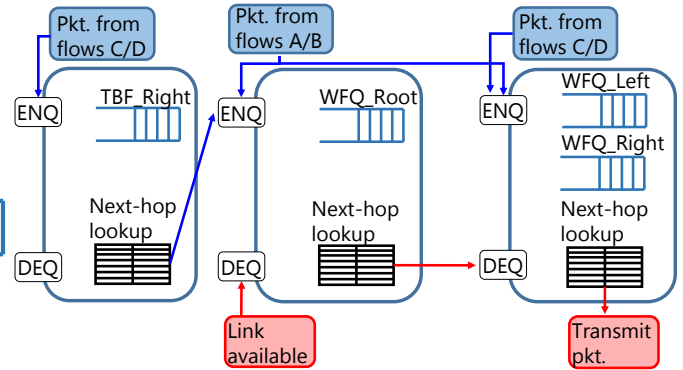 Pkt. from
flows C/D
Pkt. from
flows A/B
Pkt. from
flows C/D
ENQ
TBF_Right
ENQ
WFQ_Root
ENQ
WFQ_Left
WFQ_Right
Next-hop
lookup
Next-hop
lookup
Next-hop
lookup
DEQ
DEQ
DEQ
Link
available
Transmit
pkt.